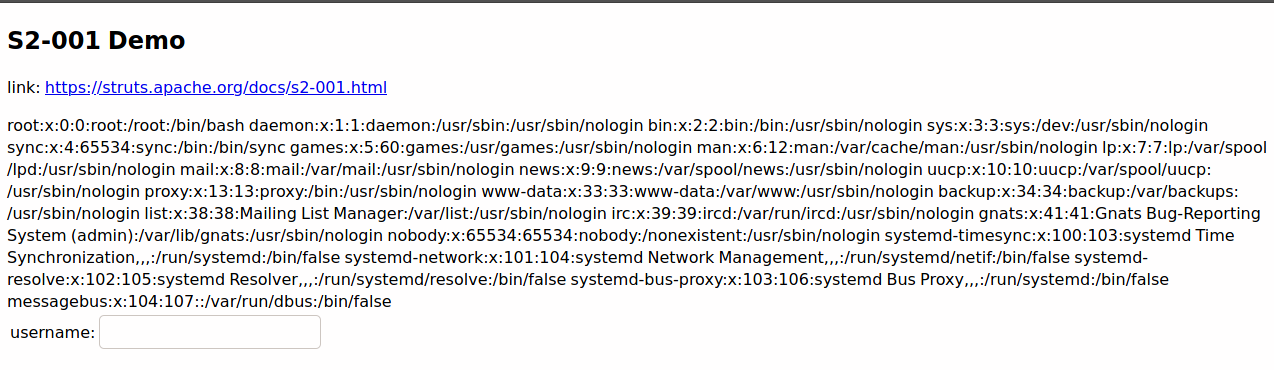 S2-001 Demo
link: https://struts.apache.org/docs/s2-001.html
root:x:0:0:root:/root:/bin/bash daemon:x:1:1:daemon:/usr/sbin:/usr/sbin/nologin bin:x:2:2:bin:/bin:/usr/sbin/nologin sys:x:3:3:sys:/dev:/usr/sbin/nologin
sync:x:4:65534:sync:/bin:/bin/sync games:x:5:60:games:/usr/games:/usr/sbin/nologin man:x:6:12:man:/var/cache/man:/usr/sbin/nologin lp:x:7:7:lp:/var/spool
/lpd:/usr/sbin/nologin mail:x:8:8:mail:/var/mail:/usr/sbin/nologin news:x:9:9:news:/var/spool/news:/usr/sbin/nologin uucp:x:10:10:uucp:/var/spool/uucp:
/usr/sbin/nologin proxy:x:13:13:proxy:/bin:/usr/sbin/nologin www-data:x:33:33:www-data:/var/www:/usr/sbin/nologin backup:x:34:34:backup:/var/backups:
/usr/sbin/nologin list:x:38:38:Mailing List Manager:/var/list:/usr/sbin/nologin irc:x:39:39:ircd:/var/run/ircd:/usr/sbin/nologin gnats:x:41:41:Gnats Bug-Reporting
System (admin):/var/lib/gnats:/usr/sbin/nologin nobody:x:65534:65534:nobody:/nonexistent:/usr/sbin/nologin systemd-timesync:x:100:103:systemd Time
Synchronization,,,:/run/systemd:/bin/false systemd-network:x:101:104:systemd Network Management,,,:/run/systemd/netif:/bin/false systemd-
resolve:x:102:105:systemd Resolver,,,:/run/systemd/resolve:/bin/false systemd-bus-proxy:x:103:106:systemd Bus Proxy,,,:/run/systemd:/bin/false
messagebus:x:104:107::/var/run/dbus:/bin/false
username: